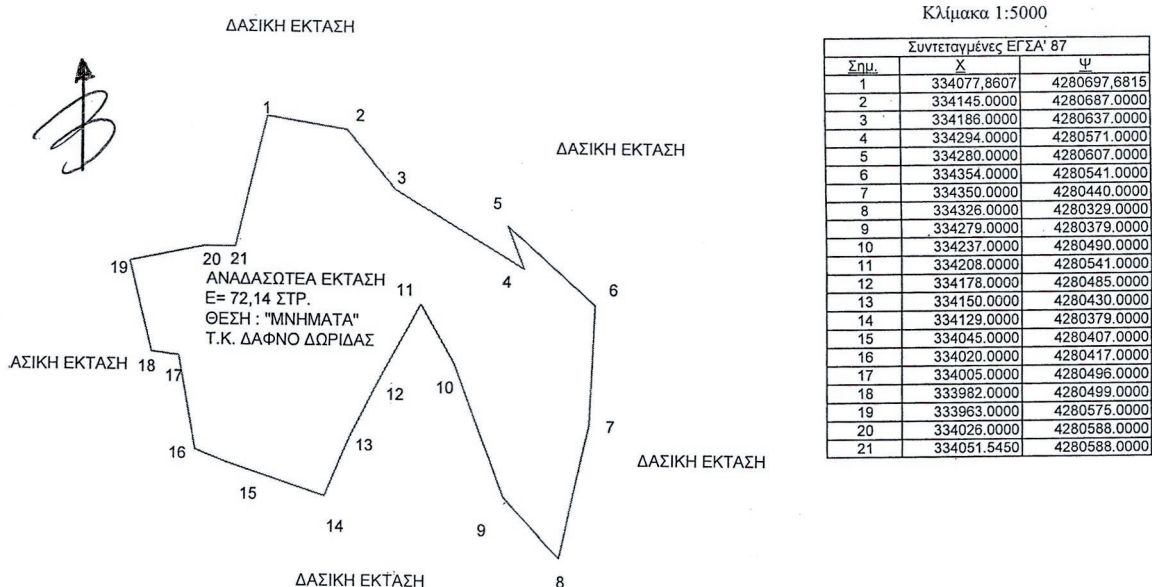 Κλίμακα 1:5000
ΔΑΣΙΚΗ ΕΚΤΑΣΗ
Συντεταγμένες ΕΓΣΑ' 87
Σημ. Χ Ψ
1 334077,8607 4280697,6815
2 334145.0000 4280687.0000
3 334186.0000 4280637.0000
4 334294.0000 4280571.0000
5 334280.0000 4280607.0000
6 334354.0000 4280541.0000
7 334350.0000 4280440.0000
8 334326.0000 4280329.0000
9 334279.0000 4280379.0000
10 334237.0000 4280490.0000
11 334208.0000 4280541.0000
12 334178.0000 4280485.0000
13 334150.0000 4280430.0000
14 334129.0000 4280379.0000
15 334045.0000 4280407.0000
16 334020.0000 4280417.0000
17 334005.0000 4280496.0000
18 333982.0000 4280499.0000
19 333963.0000 4280575.0000
20 334026.0000 4280588.0000
21 334051.5450 4280588.0000
1
2
ΔΑΣΙΚΗ ΕΚΤΑΣΗ
3
5
19
20 21
4
ΑΝΑΔΑΣΩΤΕΑ ΕΚΤΑΣΗ
Ε= 72,14 ΣΤΡ.
ΘΕΣΗ : "ΜΝΗΜΑΤΑ"
Τ.Κ. ΔΑΦΝΟ ΔΩΡΙΔΑΣ
11
6
.ΑΣΙΚΗ ΕΚΤΑΣΗ
18
17
12
10
7
13
16
ΔΑΣΙΚΗ ΕΚΤΑΣΗ
15
14
9
ΔΑΣΙΚΗ ΕΚΤΑΣΗ
8